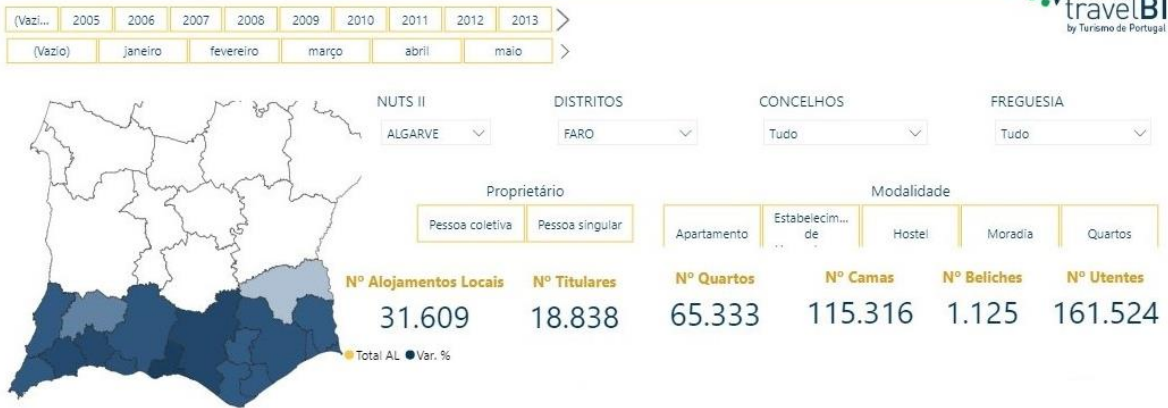 (Vazi... 2005 2006 2007 2008 2009 2010 2011 2012 2013
travelBI
by Turismo de Portugal
(Vazio) janeiro fevereiro março abril maio
NUTS II DISTRITOS CONCELHOS FREGUESIA
ALGARVE FARO Tudo Tudo
Proprietário Modalidade
Pessoa coletiva Pessoa singular
Apartamento Estabelecim... de Hostel Moradia Quartos
Nº Alojamentos Locais Nº Titulares Nº Quartos Nº Camas Nº Beliches Nº Utentes
31.609 18.838 65.333 115.316 1.125 161.524
Total AL Var. %